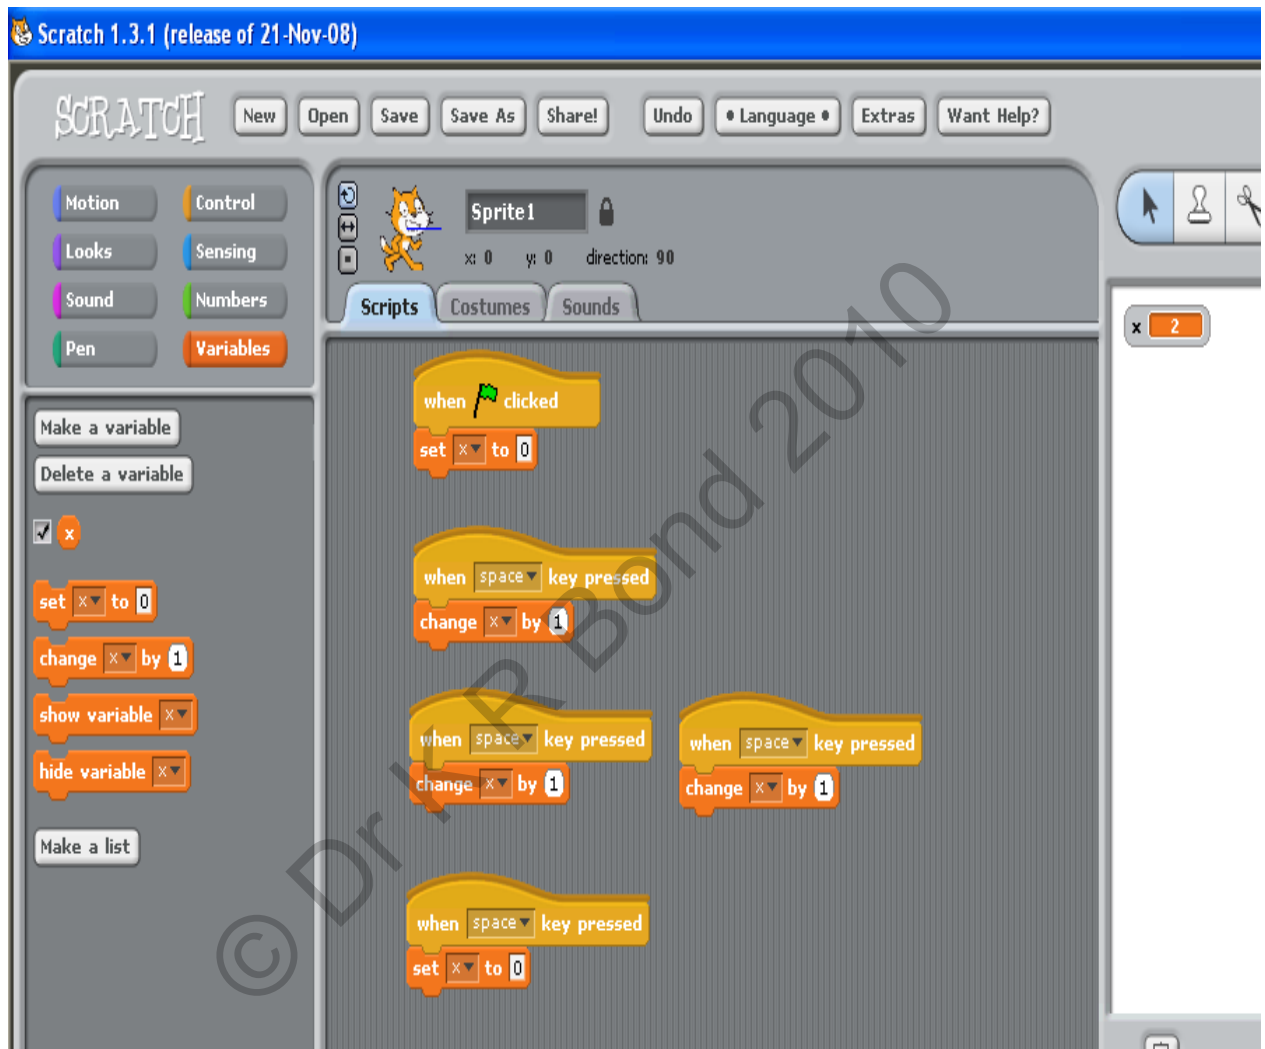 Scratch 1.3.1 (release of 21-Nov-08)
SCRATCH New Open Save Save As Share! Undo • Language • Extras Want Help?
Motion Control
Looks Sensing
Sound Numbers
Pen Variables
Make a variable
Delete a variable
x
set x to 0
change x by 1
show variable x
hide variable x
Make a list
Sprite1
x: 0 y: 0 direction: 90
Scripts Costumes Sounds
when clicked
set x to 0
when space key pressed
change x by 1
when space key pressed
change x by 1
when space key pressed
change x by 1
when space key pressed
set x to 0
x 2
© Dr K R Bond 2010